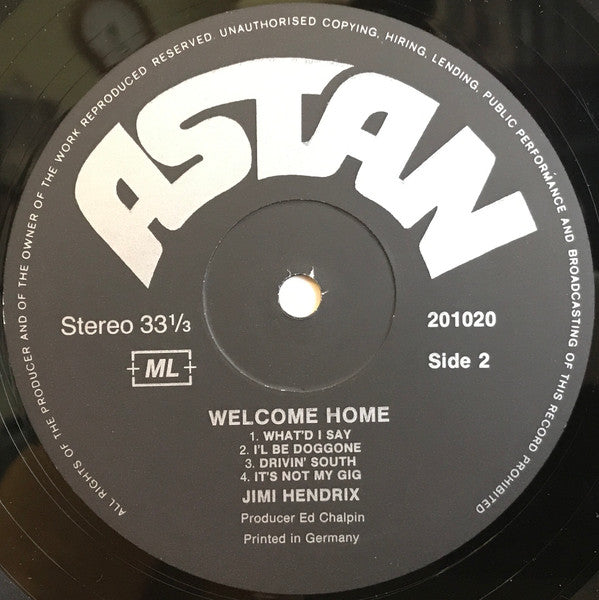 ALL RIGHTS OF THE PRODUCER AND OF THE OWNER OF THE WORK REPRODUCED RESERVED. UNAUTHORISED COPYING, HIRING, LENDING, PUBLIC PERFORMANCE AND BROADCASTING OF THIS RECORD PROHIBITED
ASTAN
Stereo 33 1/3
201020
ML
Side 2
WELCOME HOME
1. WHAT'D I SAY
2. I'L BE DOGGONE
3. DRIVIN' SOUTH
4. IT'S NOT MY GIG
JIMI HENDRIX
Producer Ed Chalpin
Printed in Germany